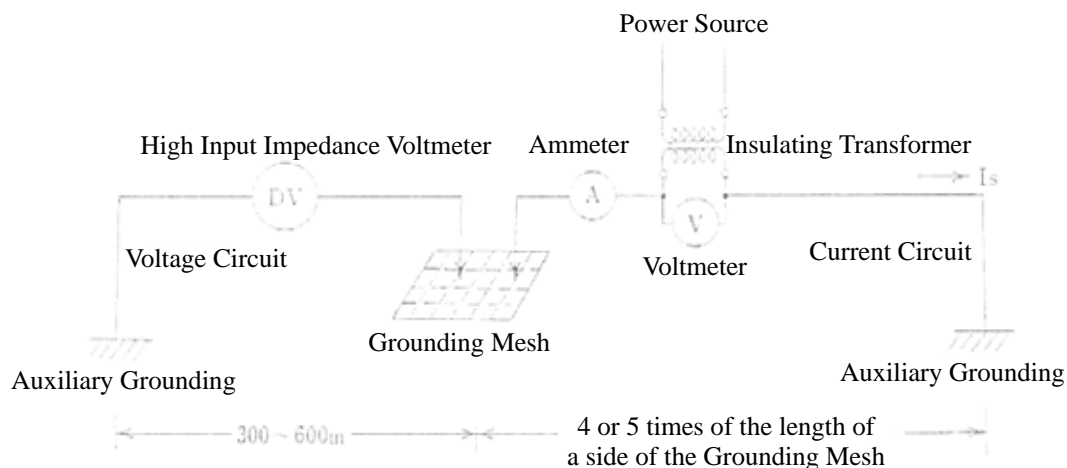 Power Source
High Input Impedance Voltmeter
Ammeter
Insulating Transformer
DV
A
Is
V
Voltage Circuit
Voltmeter
Current Circuit
Grounding Mesh
Auxiliary Grounding
Auxiliary Grounding
300~600m
4 or 5 times of the length of
a side of the Grounding Mesh